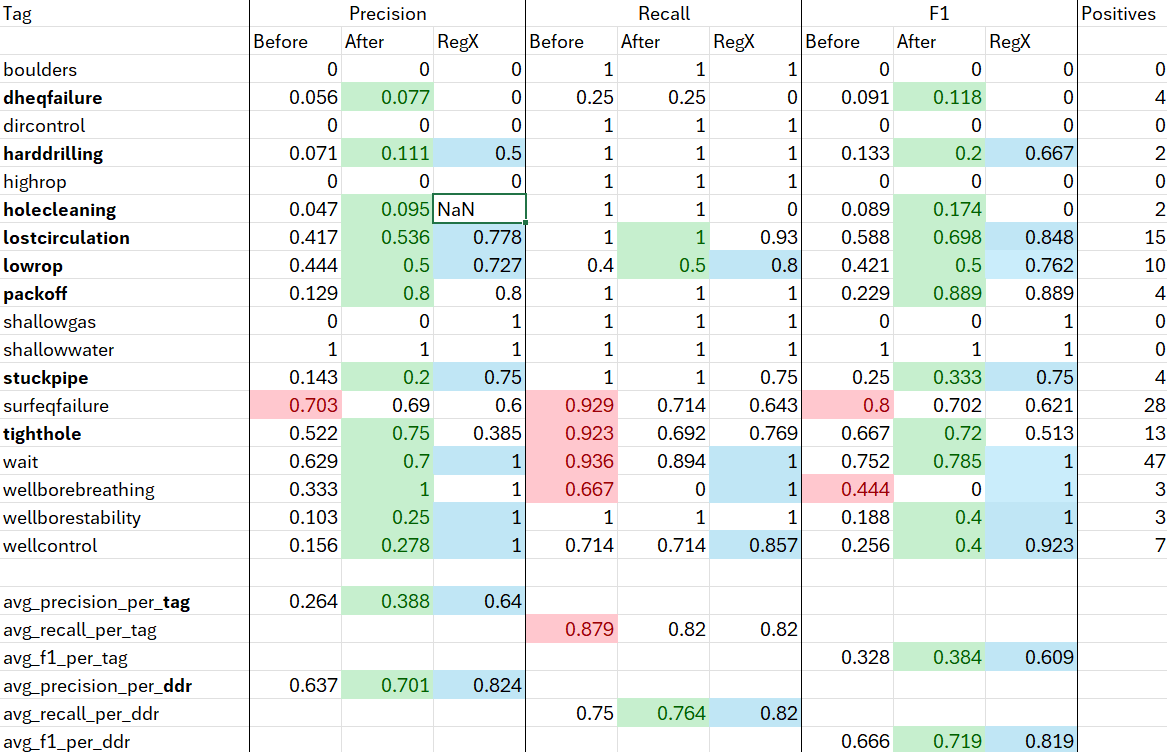 Tag Precision Recall F1 Positives
Before After RegX Before After RegX Before After RegX
boulders 0 0 0 1 1 1 0 0 0 0
dheqfailure 0.056 0.077 0 0.25 0.25 0 0.091 0.118 0 4
dircontrol 0 0 0 1 1 1 0 0 0 0
harddrilling 0.071 0.111 0.5 1 1 1 0.133 0.2 0.667 2
highrop 0 0 0 1 1 1 0 0 0 0
holecleaning 0.047 0.095 NaN 1 1 0 0.089 0.174 0 2
lostcirculation 0.417 0.536 0.778 1 1 0.93 0.588 0.698 0.848 15
lowrop 0.444 0.5 0.727 0.4 0.5 0.8 0.421 0.5 0.762 10
packoff 0.129 0.8 0.8 1 1 1 0.229 0.889 0.889 4
shallowgas 0 0 1 1 1 1 0 0 1 0
shallowwater 1 1 1 1 1 1 1 1 1 0
stuckpipe 0.143 0.2 0.75 1 1 0.75 0.25 0.333 0.75 4
surfeqfailure 0.703 0.69 0.6 0.929 0.714 0.643 0.8 0.702 0.621 28
tighthole 0.522 0.75 0.385 0.923 0.692 0.769 0.667 0.72 0.513 13
wait 0.629 0.7 1 0.936 0.894 1 0.752 0.785 1 47
wellborebreathing 0.333 1 1 0.667 0 1 0.444 0 1 3
wellborestability 0.103 0.25 1 1 1 1 0.188 0.4 1 3
wellcontrol 0.156 0.278 1 0.714 0.714 0.857 0.256 0.4 0.923 7
avg_precision_per_tag 0.264 0.388 0.64
avg_recall_per_tag 0.879 0.82 0.82
avg_f1_per_tag 0.328 0.384 0.609
avg_precision_per_ddr 0.637 0.701 0.824
avg_recall_per_ddr 0.75 0.764 0.82
avg_f1_per_ddr 0.666 0.719 0.819